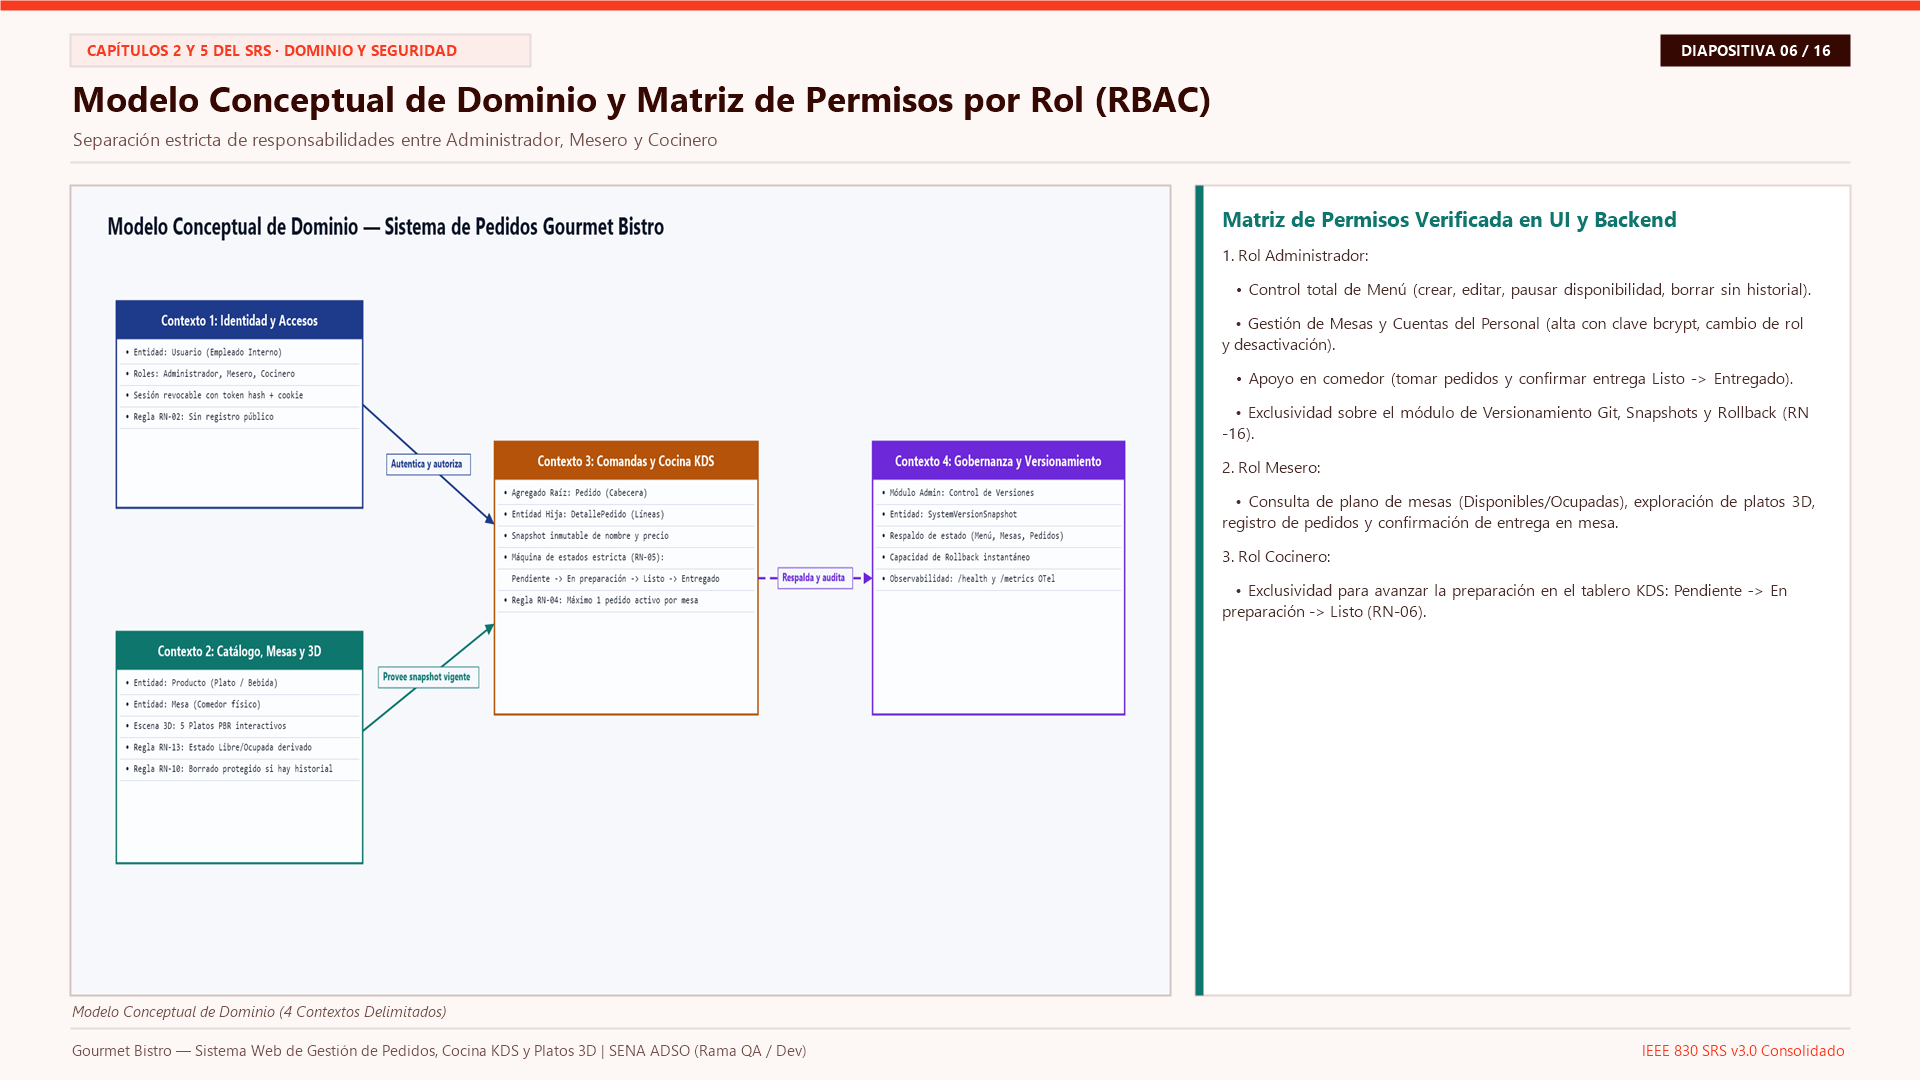 CAPÍTULOS 2 Y 5 DEL SRS · DOMINIO Y SEGURIDAD
DIAPOSITIVA 06 / 16
Modelo Conceptual de Dominio y Matriz de Permisos por Rol (RBAC)
Separación estricta de responsabilidades entre Administrador, Mesero y Cocinero
Modelo Conceptual de Dominio — Sistema de Pedidos Gourmet Bistro
Contexto 1: Identidad y Accesos
• Entidad: Usuario (Empleado Interno)
• Roles: Administrador, Mesero, Cocinero
• Sesión revocable con token hash + cookie
• Regla RN-02: Sin registro público
Autentica y autoriza
Contexto 2: Catálogo, Mesas y 3D
• Entidad: Producto (Plato / Bebida)
• Entidad: Mesa (Comedor físico)
• Escena 3D: 5 Platos PBR interactivos
• Regla RN-13: Estado Libre/Ocupada derivado
• Regla RN-10: Borrado protegido si hay historial
Provee snapshot vigente
Contexto 3: Comandas y Cocina KDS
• Agregado Raíz: Pedido (Cabecera)
• Entidad Hija: DetallePedido (Líneas)
• Snapshot inmutable de nombre y precio
• Máquina de estados estricta (RN-05):
Pendiente -> En preparación -> Listo -> Entregado
• Regla RN-04: Máximo 1 pedido activo por mesa
Respalda y audita
Contexto 4: Gobernanza y Versionamiento
• Módulo Admin: Control de Versiones
• Entidad: SystemVersionSnapshot
• Respaldo de estado (Menú, Mesas, Pedidos)
• Capacidad de Rollback instantáneo
• Observabilidad: /health y /metrics OTel
Modelo Conceptual de Dominio (4 Contextos Delimitados)
Matriz de Permisos Verificada en UI y Backend
1. Rol Administrador:
• Control total de Menú (crear, editar, pausar disponibilidad, borrar sin historial).
• Gestión de Mesas y Cuentas del Personal (alta con clave bcrypt, cambio de rol
y desactivación).
• Apoyo en comedor (tomar pedidos y confirmar entrega Listo -> Entregado).
• Exclusividad sobre el módulo de Versionamiento Git, Snapshots y Rollback (RN
-16).
2. Rol Mesero:
• Consulta de plano de mesas (Disponibles/Ocupadas), exploración de platos 3D,
registro de pedidos y confirmación de entrega en mesa.
3. Rol Cocinero:
• Exclusividad para avanzar la preparación en el tablero KDS: Pendiente -> En
preparación -> Listo (RN-06).
Gourmet Bistro — Sistema Web de Gestión de Pedidos, Cocina KDS y Platos 3D | SENA ADSO (Rama QA / Dev)
IEEE 830 SRS v3.0 Consolidado